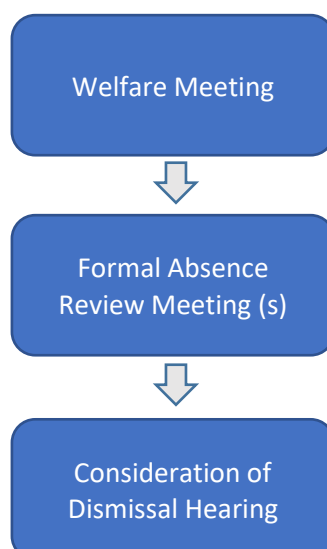 Welfare Meeting
Formal Absence
Review Meeting (s)
Consideration of
Dismissal Hearing